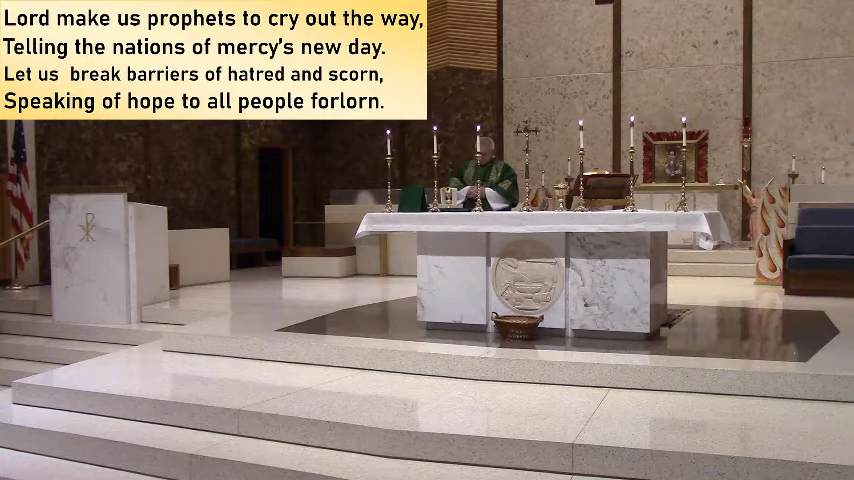 Lord make us prophets to cry out the way,
Telling the nations of mercy's new day.
Let us break barriers of hatred and scorn,
Speaking of hope to all people forlorn.